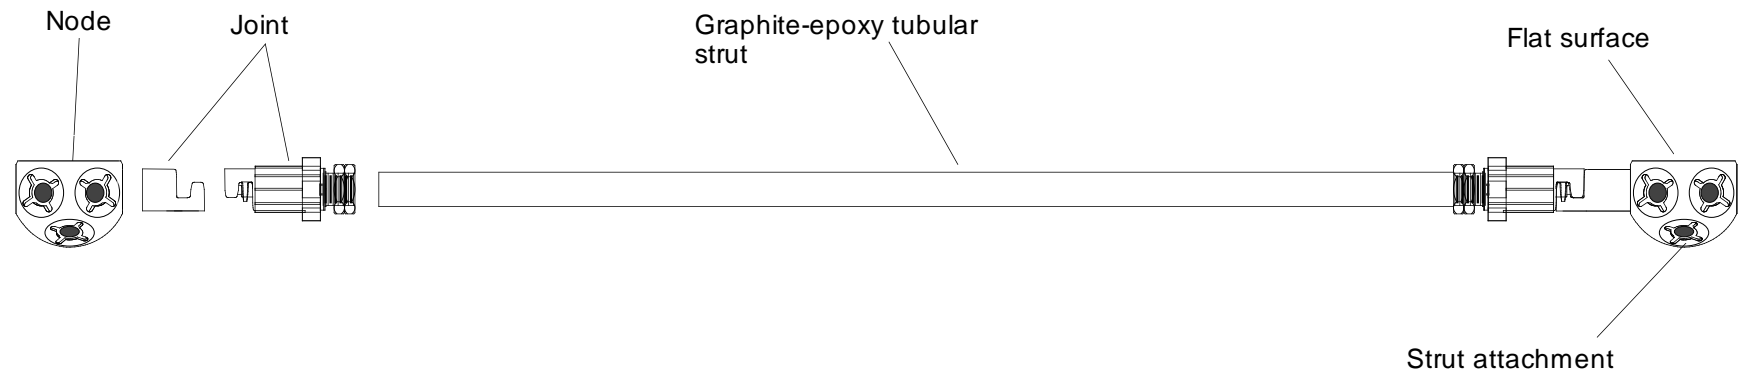 Node
Joint
Graphite-epoxy tubular
strut
Flat surface
Strut attachment